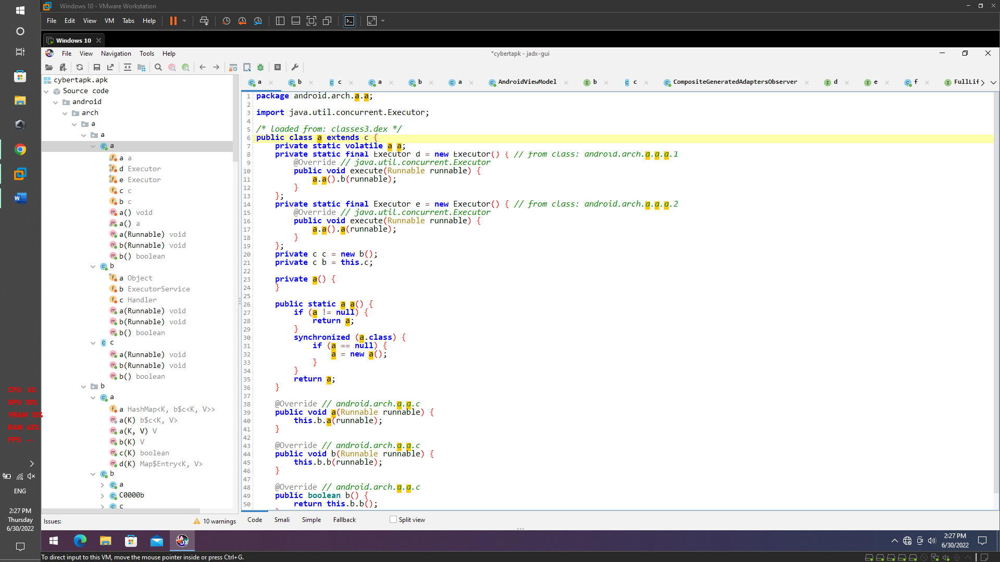 Windows 10 - VMware Workstation
File Edit View VM Tabs Help
Windows 10
File View Navigation Tools Help
*cybertapk - jadx-gui
a b c a b a AndroidViewModel b c CompositeGeneratedAdaptersObserver d e f FullLif
cybertapk.apk
Source code
android
arch
a
a
a
a a
d Executor
e Executor
c c
b c
a() void
a() a
a(Runnable) void
b(Runnable) void
b() boolean
b
a Object
b ExecutorService
c Handler
a(Runnable) void
b(Runnable) void
b() boolean
c
a(Runnable) void
b(Runnable) void
b() boolean
b
a
a HashMap<K, b$c<K, V>>
a(K) b$c<K, V>
a(K, V) V
b(K) V
c(K) boolean
d(K) Map$Entry<K, V>
b
a
C0000b
c
Issues:
10 warnings
1 package android.arch.a.a;
2
3 import java.util.concurrent.Executor;
4
5 /* loaded from: classes3.dex */
6 public class a extends c {
7 private static volatile a a;
8 private static final Executor d = new Executor() { // from class: android.arch.a.a.a.1
9 @Override // java.util.concurrent.Executor
10 public void execute(Runnable runnable) {
11 a.a().b(runnable);
12 }
13 };
14 private static final Executor e = new Executor() { // from class: android.arch.a.a.a.2
15 @Override // java.util.concurrent.Executor
16 public void execute(Runnable runnable) {
17 a.a().a(runnable);
18 }
19 };
20 private c c = new b();
21 private c b = this.c;
22
23 private a() {
24 }
25
26 public static a a() {
27 if (a != null) {
28 return a;
29 }
30 synchronized (a.class) {
31 if (a == null) {
32 a = new a();
33 }
34 }
35 return a;
36 }
37
38 @Override // android.arch.a.a.c
39 public void a(Runnable runnable) {
40 this.b.a(runnable);
41 }
42
43 @Override // android.arch.a.a.c
44 public void b(Runnable runnable) {
45 this.b.b(runnable);
46 }
47
48 @Override // android.arch.a.a.c
49 public boolean b() {
50 return this.b.b();
Code Smali Simple Fallback Split view
CPU 6%
GPU 10%
VRAM 10%
RAM 62%
FPS --
ENG
2:27 PM
Thursday
6/30/2022
2:27 PM
6/30/2022
To direct input to this VM, move the mouse pointer inside or press Ctrl+G.